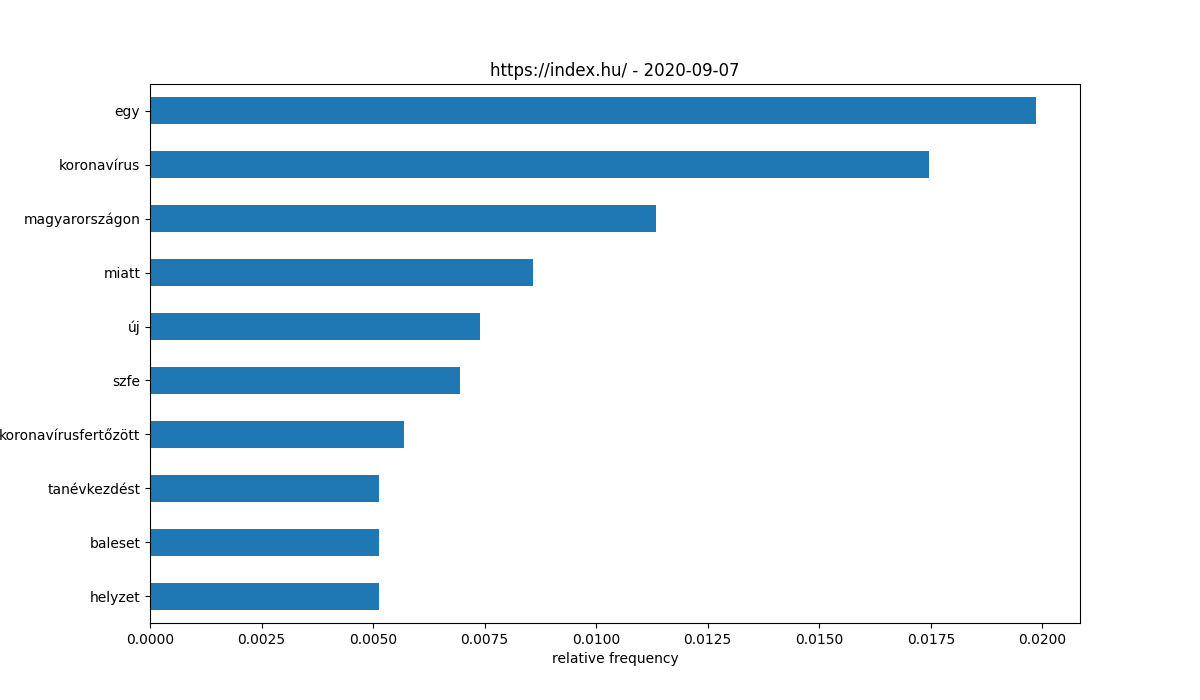 https://index.hu/ - 2020-09-07
egy
koronavírus
magyarországon
miatt
új
szfe
koronavírusfertőzött
tanévkezdést
baleset
helyzet
0.0000 0.0025 0.0050 0.0075 0.0100 0.0125 0.0150 0.0175 0.0200
relative frequency